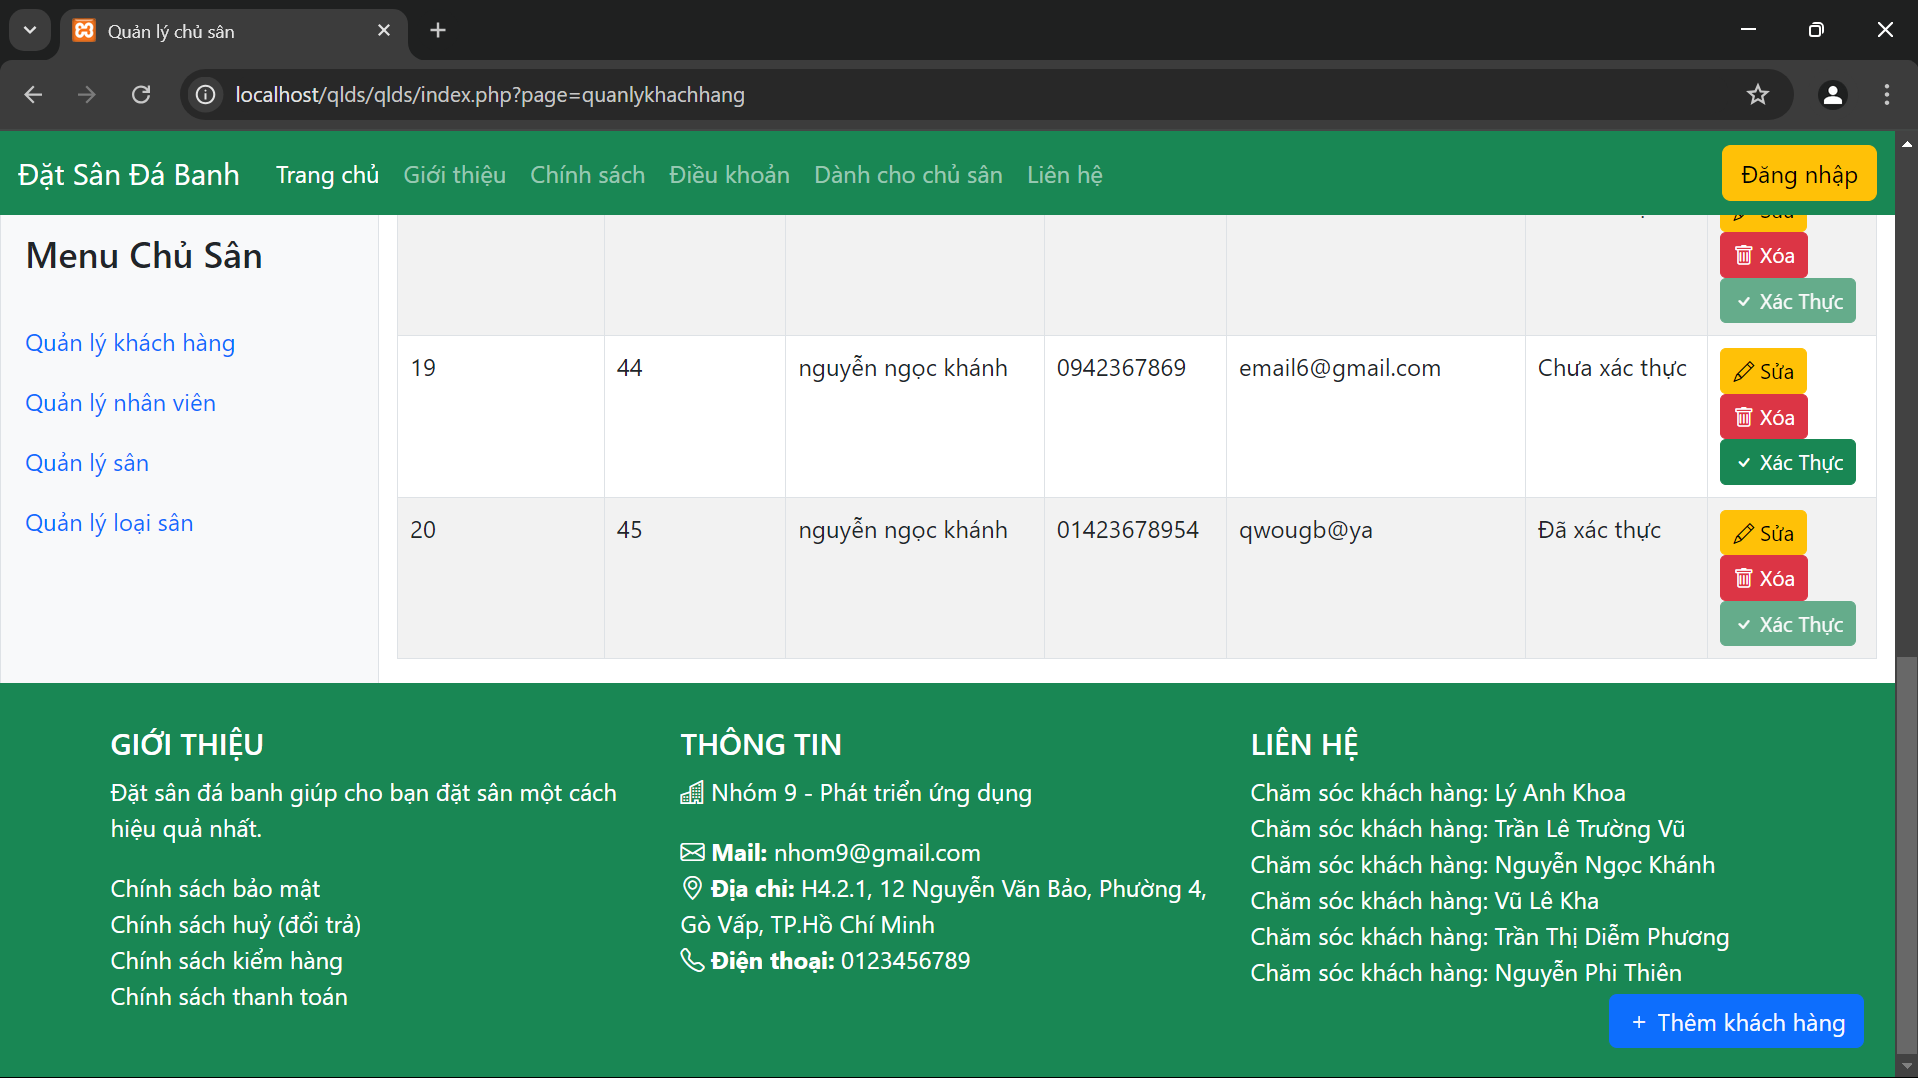 Quản lý chủ sân
localhost/qlds/qlds/index.php?page=quanlykhachhang
Đặt Sân Đá Banh Trang chủ Giới thiệu Chính sách Điều khoản Dành cho chủ sân Liên hệ Đăng nhập
Menu Chủ Sân
Quản lý khách hàng
Quản lý nhân viên
Quản lý sân
Quản lý loại sân
Xóa
Xác Thực
19 44 nguyễn ngọc khánh 0942367869 email6@gmail.com Chưa xác thực Sửa
Xóa
Xác Thực
20 45 nguyễn ngọc khánh 01423678954 qwougb@ya Đã xác thực Sửa
Xóa
Xác Thực
GIỚI THIỆU
Đặt sân đá banh giúp cho bạn đặt sân một cách
hiệu quả nhất.
Chính sách bảo mật
Chính sách huỷ (đổi trả)
Chính sách kiểm hàng
Chính sách thanh toán
THÔNG TIN
Nhóm 9 - Phát triển ứng dụng
Mail: nhom9@gmail.com
Địa chỉ: H4.2.1, 12 Nguyễn Văn Bảo, Phường 4,
Gò Vấp, TP.Hồ Chí Minh
Điện thoại: 0123456789
LIÊN HỆ
Chăm sóc khách hàng: Lý Anh Khoa
Chăm sóc khách hàng: Trần Lê Trường Vũ
Chăm sóc khách hàng: Nguyễn Ngọc Khánh
Chăm sóc khách hàng: Vũ Lê Kha
Chăm sóc khách hàng: Trần Thị Diễm Phương
Chăm sóc khách hàng: Nguyễn Phi Thiên
+ Thêm khách hàng